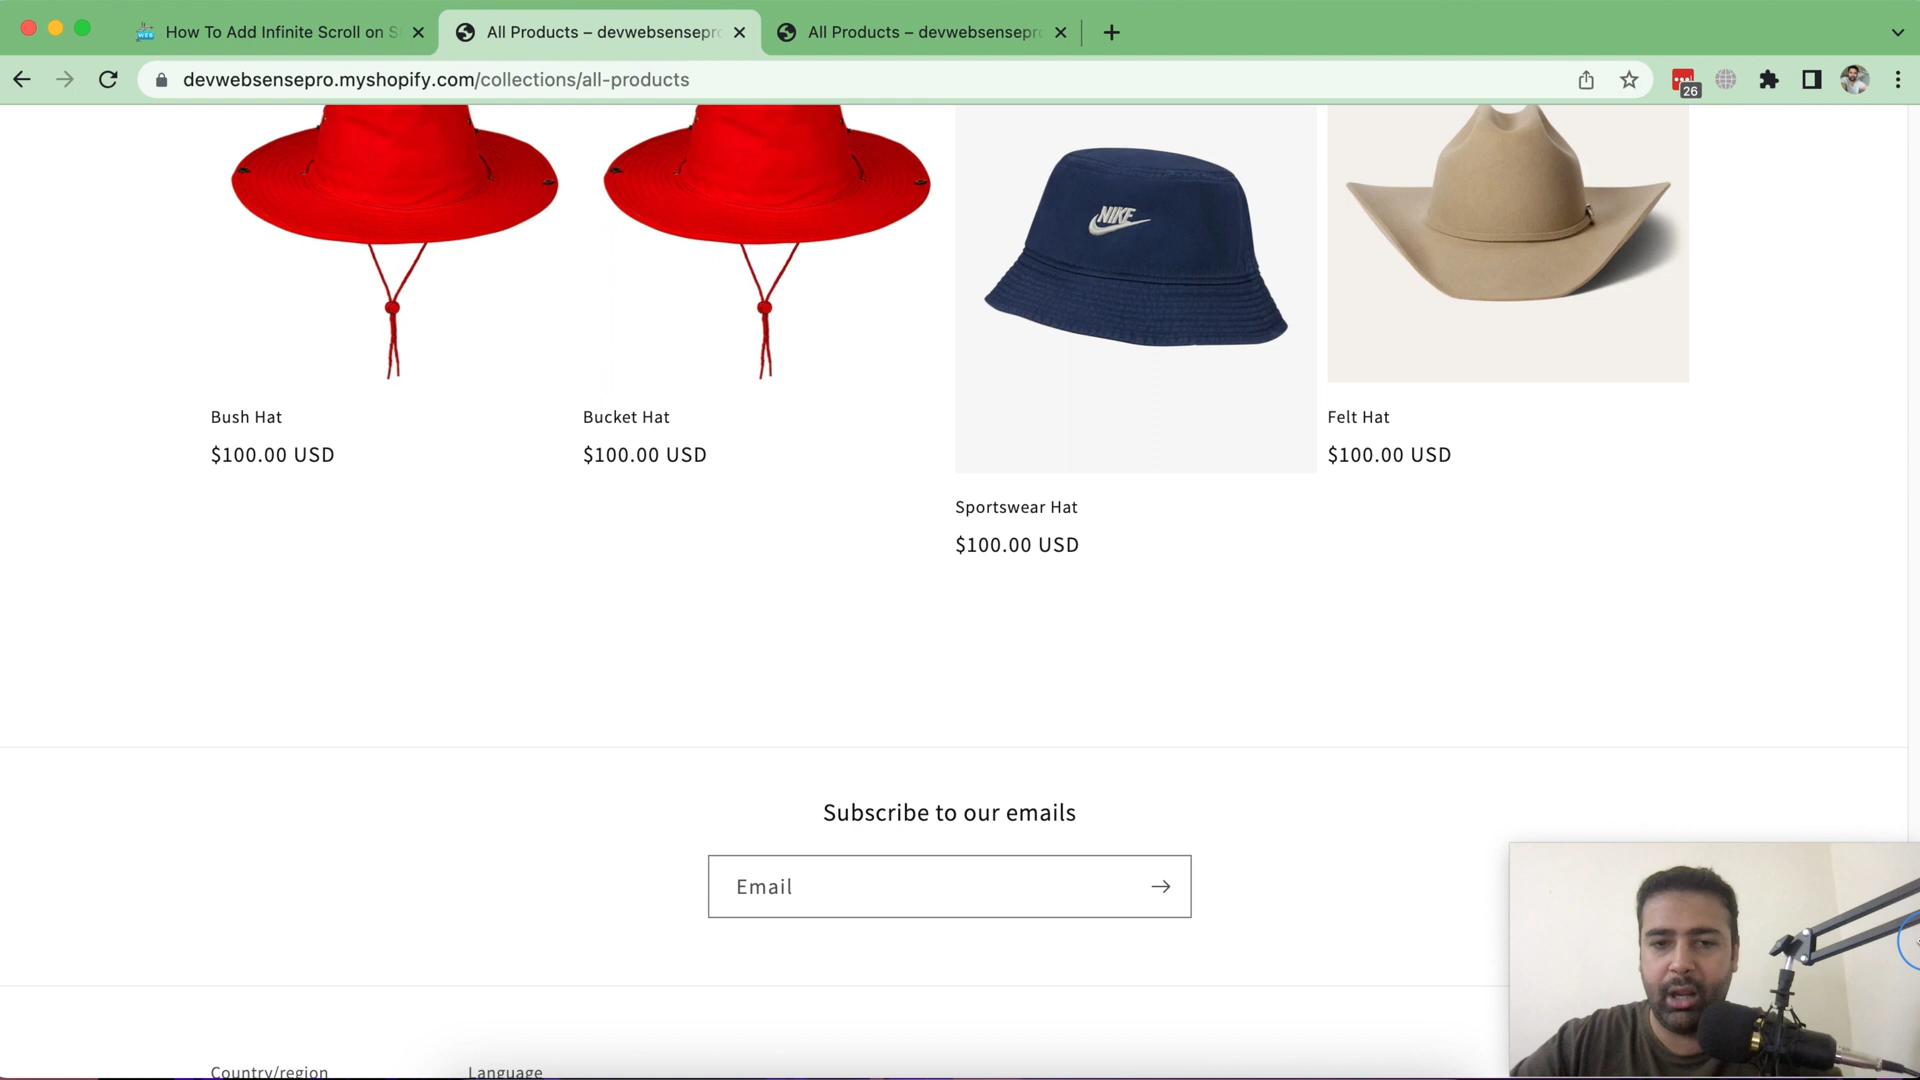 How To Add Infinite Scroll on S
All Products – devwebsensepr
All Products – devwebsensepr
devwebsensepro.myshopify.com/collections/all-products
26
NIKE
Bush Hat
Bucket Hat
Felt Hat
$100.00 USD
$100.00 USD
$100.00 USD
Sportswear Hat
$100.00 USD
Subscribe to our emails
Email
Country/region
Language